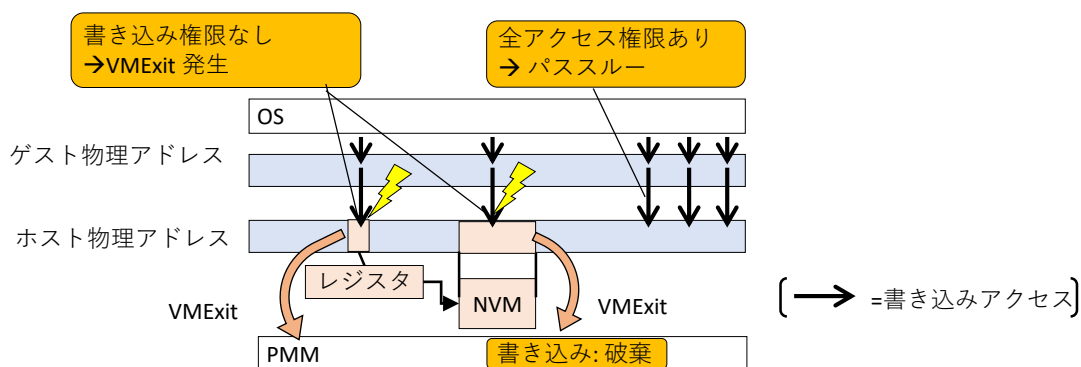 書き込み権限なし
→VMExit 発生
全アクセス権限あり
→ パススルー
OS
ゲスト物理アドレス
ホスト物理アドレス
レジスタ
NVM
VMExit
VMExit
=書き込みアクセス
PMM
書き込み: 破棄